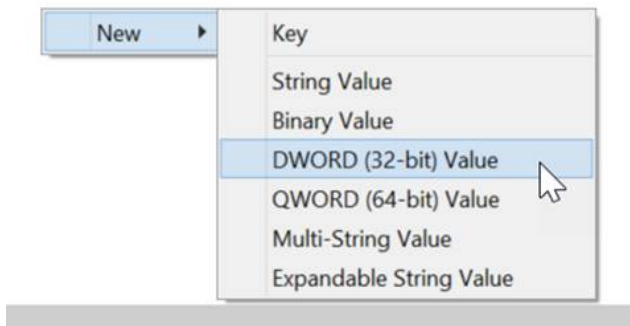 New
Key
String Value
Binary Value
DWORD (32-bit) Value
QWORD (64-bit) Value
Multi-String Value
Expandable String Value